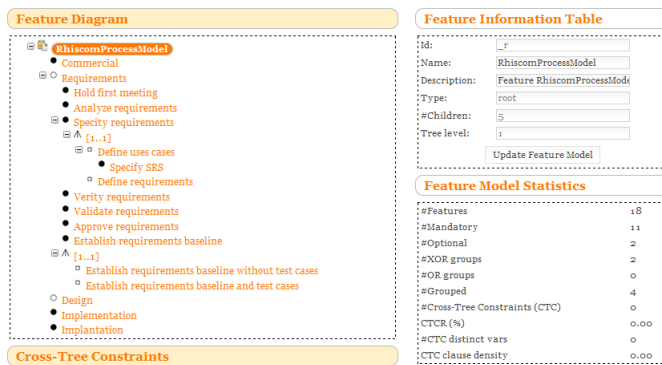 Feature Diagram
RhiscomProcessModel
Commercial
Requirements
Hold first meeting
Analyze requirements
Specity requirements
[1..1]
Define uses cases
Specify SRS
Define requirements
Verity requirements
Validate requirements
Approve requirements
Establish requirements baseline
[1..1]
Establish requirements baseline without test cases
Establish requirements baseline and test cases
Design
Implementation
Implantation
Cross-Tree Constraints
Feature Information Table
Id: _r
Name: RhiscomProcessModel
Description: Feature RhiscomProcessMode
Type: root
#Children: 5
Tree level: 1
Update Feature Model
Feature Model Statistics
#Features 18
#Mandatory 11
#Optional 2
#XOR groups 2
#OR groups 0
#Grouped 4
#Cross-Tree Constraints (CTC) 0
CTCR (%) 0.00
#CTC distinct vars 0
CTC clause density 0.00